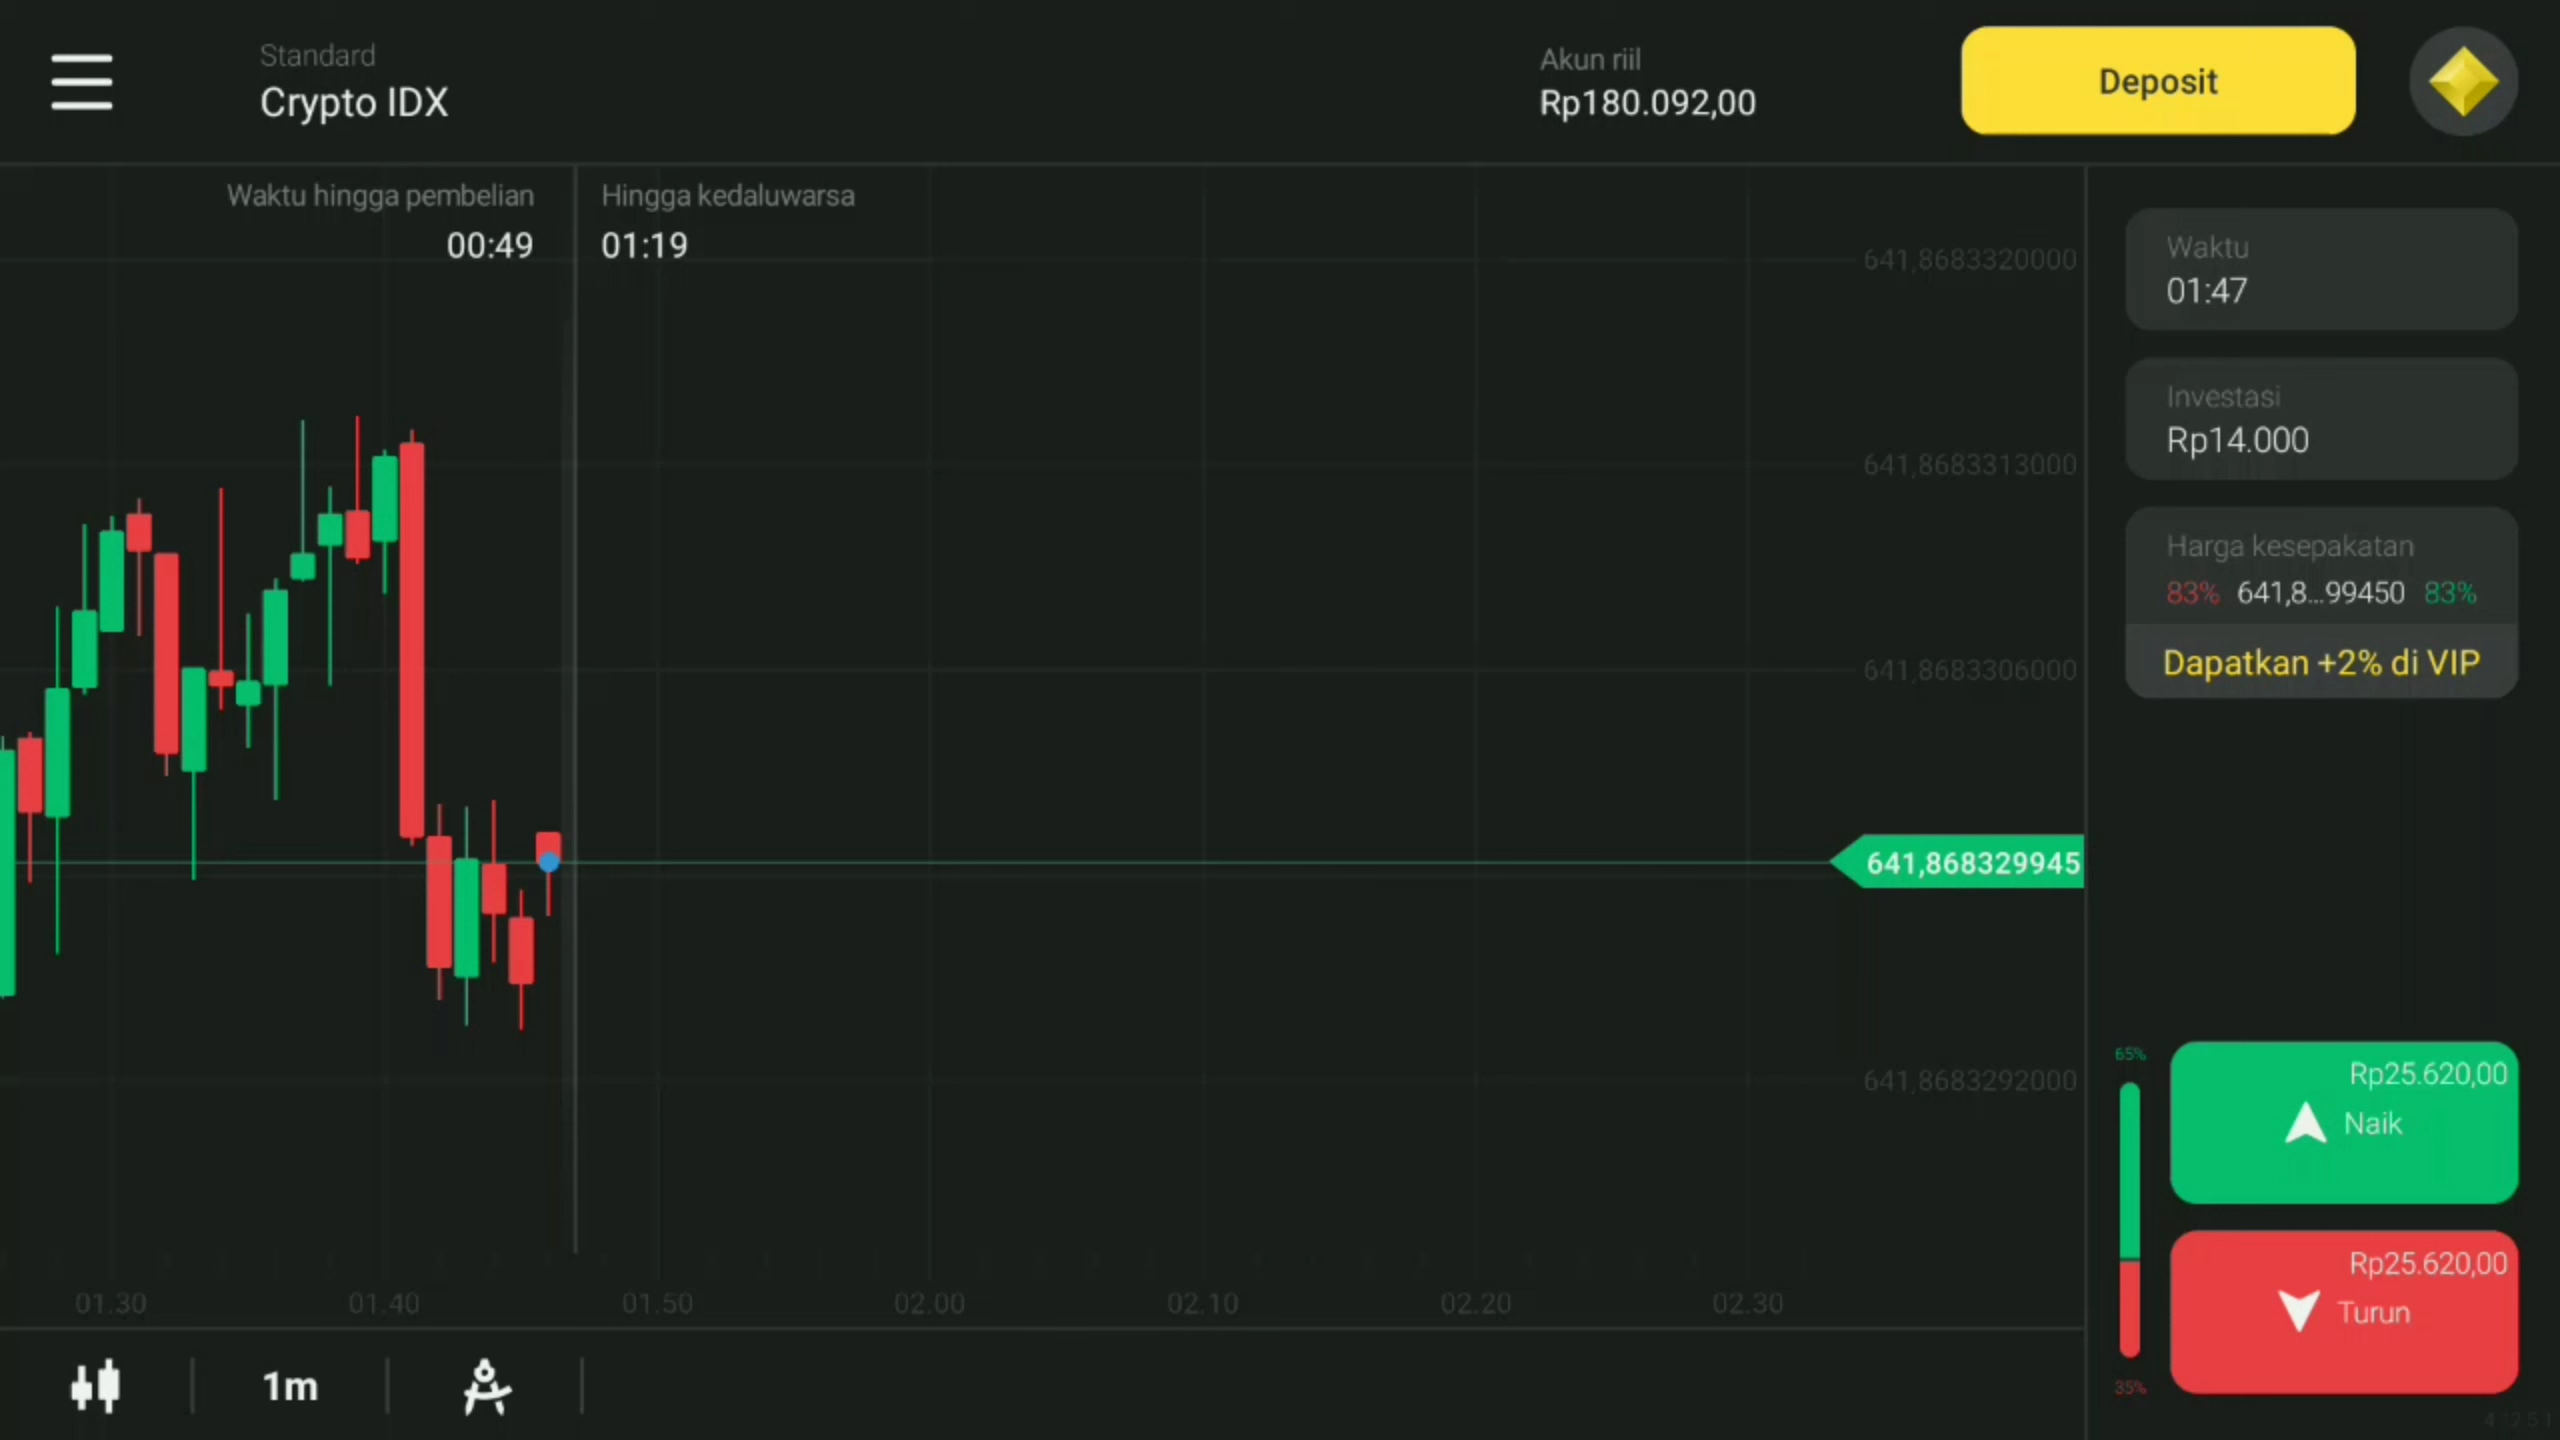 Standard
Crypto IDX
Akun riil
Rp180.092,00
Deposit
Waktu hingga pembelian
00:49
Hingga kedaluwarsa
01:19
641,8683320000
641,8683313000
641,8683306000
641,868329945
641,8683292000
Waktu
01:47
Investasi
Rp14.000
Harga kesepakatan
83% 641,8...99450 83%
Dapatkan +2% di VIP
65%
Rp25.620,00
Naik
Rp25.620,00
Turun
35%
01.30 01.40 01.50 02.00 02.10 02.20 02.30
1m